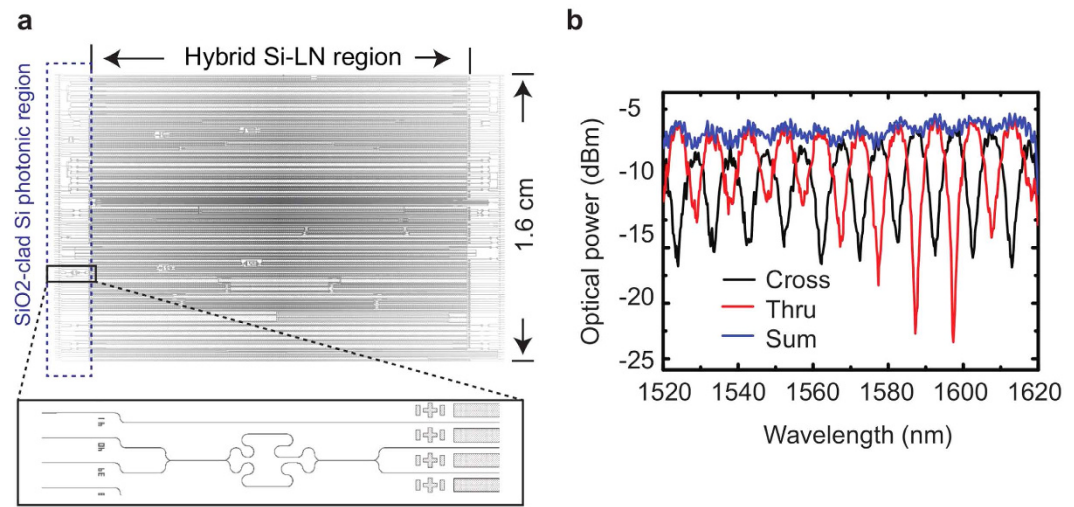 a
Hybrid Si-LN region
SiO2-clad Si photonic region
1.6 cm
b
Optical power (dBm)
-5
-10
-15
-20
-25
Cross
Thru
Sum
1520 1540 1560 1580 1600 1620
Wavelength (nm)